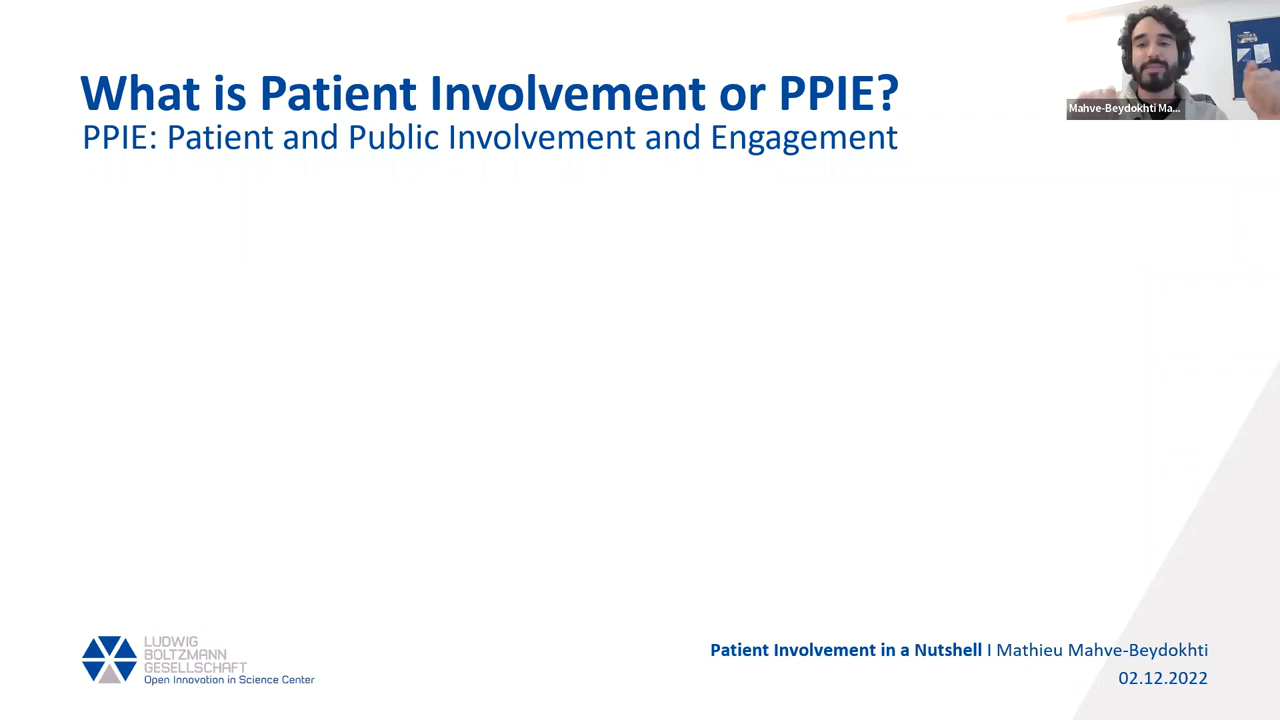 What is Patient Involvement or PPIE?
PPIE: Patient and Public Involvement and Engagement
Mahve-Beydokhti Ma...
LUDWIG
BOLTZMANN
GESELLSCHAFT
Open Innovation in Science Center
Patient Involvement in a Nutshell I Mathieu Mahve-Beydokhti
02.12.2022